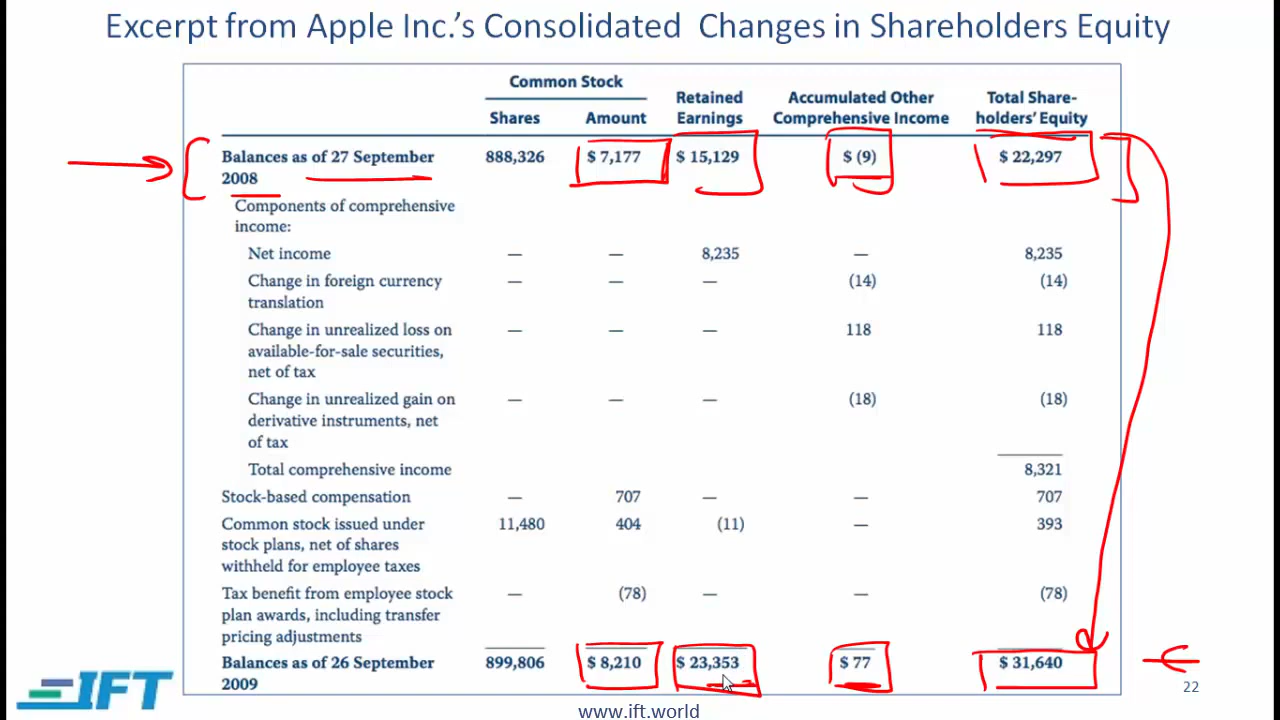 Excerpt from Apple Inc.'s Consolidated Changes in Shareholders Equity
Common Stock
Retained Accumulated Other Total Share-
Shares Amount Earnings Comprehensive Income holders' Equity
Balances as of 27 September 888,326 $ 7,177 $ 15,129 $ (9) $ 22,297
2008
Components of comprehensive
income:
Net income — — 8,235 — 8,235
Change in foreign currency — — — (14) (14)
translation
Change in unrealized loss on — — — 118 118
available-for-sale securities,
net of tax
Change in unrealized gain on — — — (18) (18)
derivative instruments, net
of tax
Total comprehensive income 8,321
Stock-based compensation — 707 — — 707
Common stock issued under 11,480 404 (11) — 393
stock plans, net of shares
withheld for employee taxes
Tax benefit from employee stock — (78) — — (78)
plan awards, including transfer
pricing adjustments
Balances as of 26 September 899,806 $ 8,210 $ 23,353 $ 77 $ 31,640
2009
IFT
22
www.ift.world